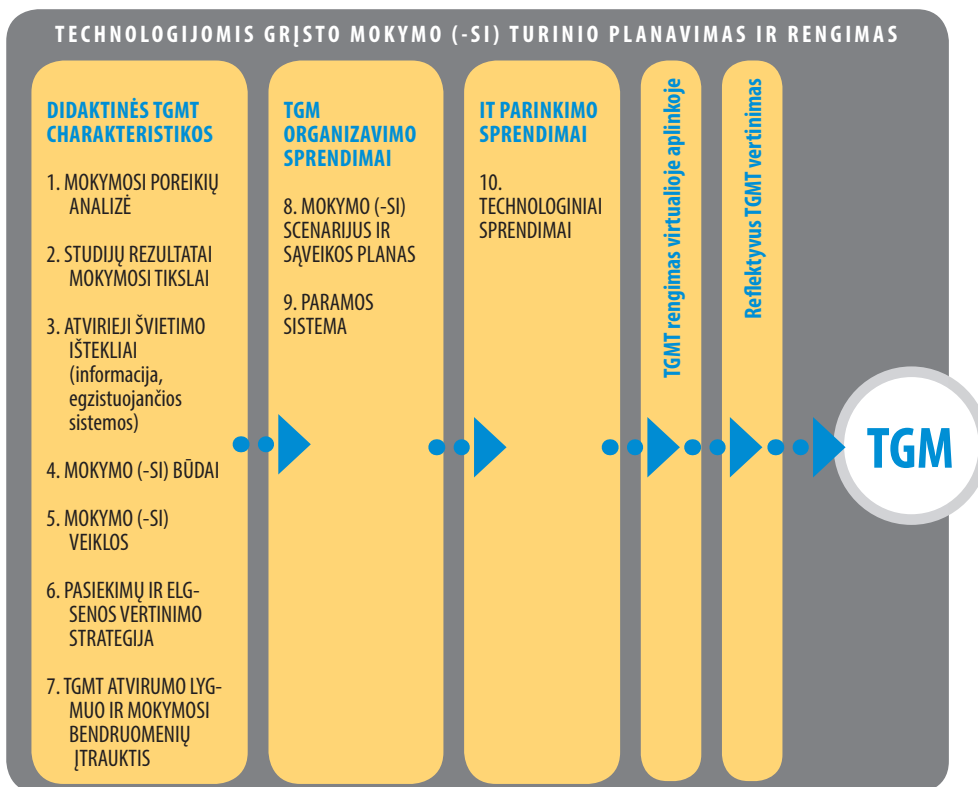 TECHNOLOGIJOMIS GRĮSTO MOKYMO (-SI) TURINIO PLANAVIMAS IR RENGIMAS
DIDAKTINĖS TGMT
CHARAKTERISTIKOS
1. MOKYMOSI POREIKIŲ
ANALIZĖ
2. STUDIJŲ REZULTATAI
MOKYMOSI TIKSLAI
3. ATVIRIEJI ŠVIETIMO
IŠTEKLIAI
(informacija,
egzistuojančios
sistemos)
4. MOKYMO (-SI) BŪDAI
5. MOKYMO (-SI)
VEIKLOS
6. PASIEKIMŲ IR ELG-
SENOS VERTINIMO
STRATEGIJA
7. TGMT ATVIRUMO LYG-
MUO IR MOKYMOSI
BENDRUOMENIŲ
ĮTRAUKTIS
TGM
ORGANIZAVIMO
SPRENDIMAI
8. MOKYMO (-SI)
SCENARIJUS IR
SĄVEIKOS PLANAS
9. PARAMOS
SISTEMA
IT PARINKIMO
SPRENDIMAI
10.
TECHNOLOGINIAI
SPRENDIMAI
TGMT rengimas virtualioje aplinkoje
Reflektyvus TGMT vertinimas
TGM